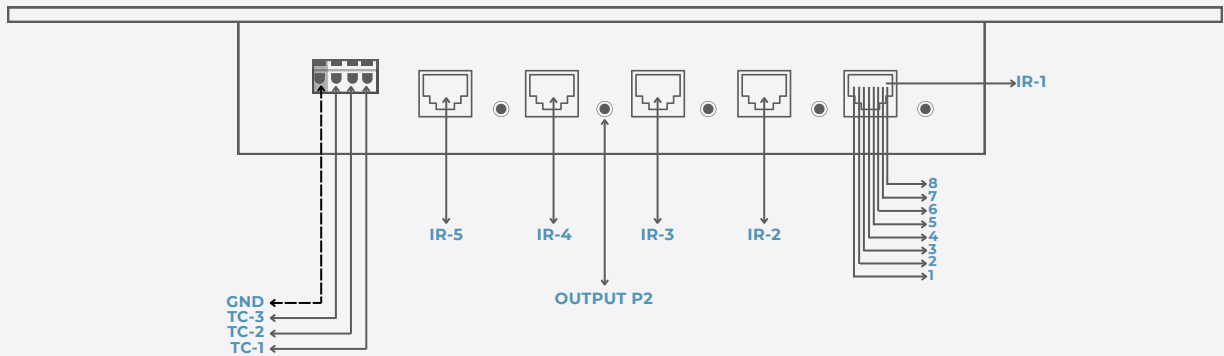 IR-1
8
7
6
5
4
3
2
1
IR-5
IR-4
IR-3
IR-2
OUTPUT P2
GND
TC-3
TC-2
TC-1